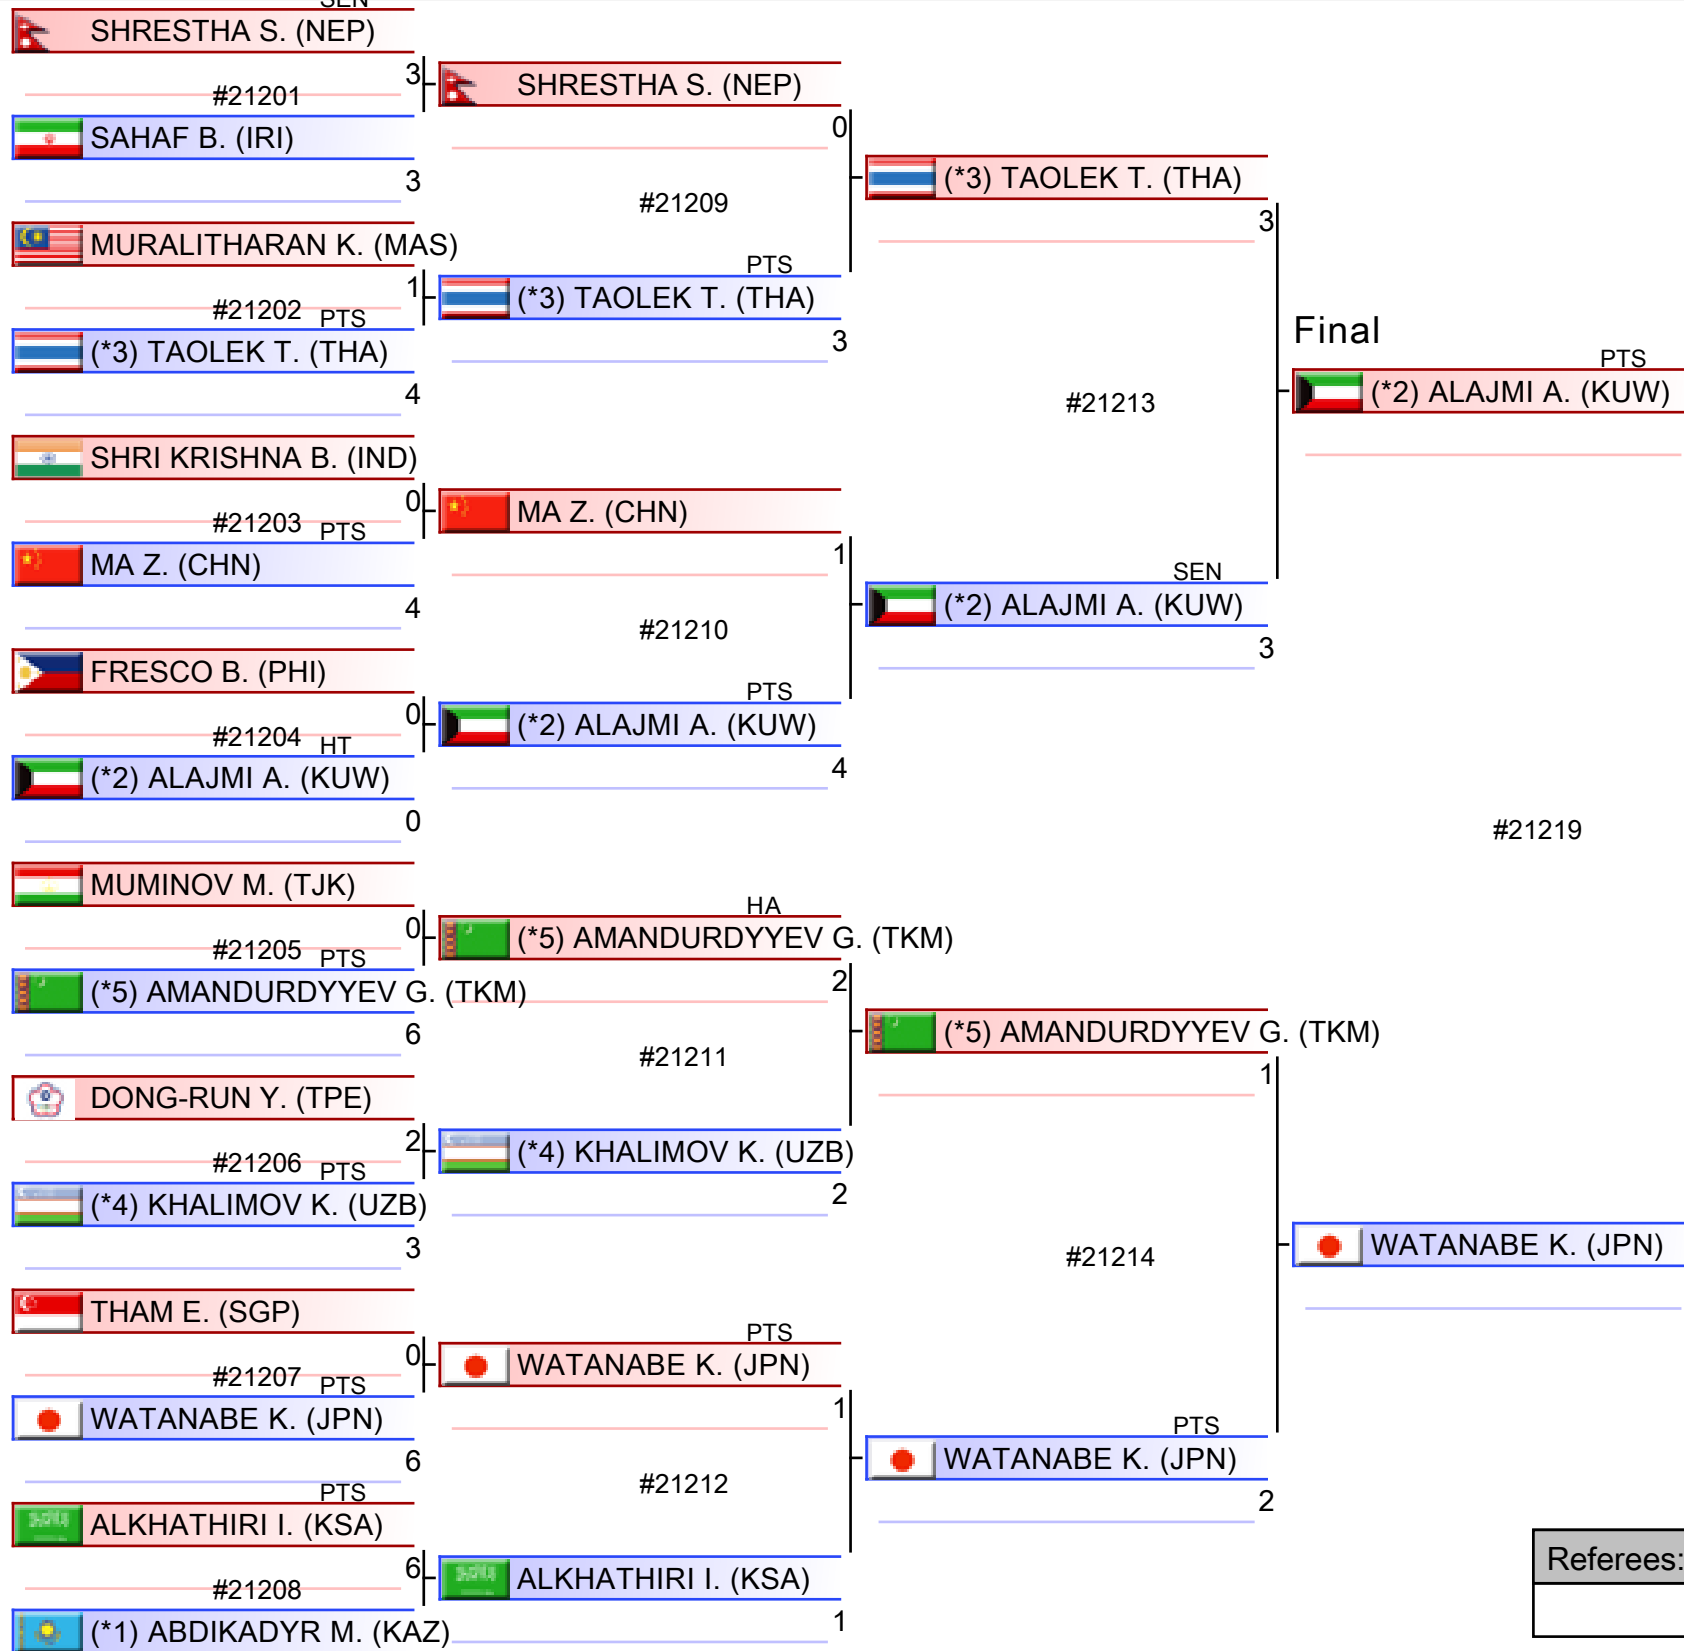 SEN
SHRESTHA S. (NEP)
3
#21201
SAHAF B. (IRI)
3
MURALITHARAN K. (MAS)
1
#21202 PTS
(*3) TAOLEK T. (THA)
4
SHRI KRISHNA B. (IND)
0
#21203 PTS
MA Z. (CHN)
4
FRESCO B. (PHI)
0
#21204 HT
(*2) ALAJMI A. (KUW)
0
MUMINOV M. (TJK)
0
#21205 PTS
(*5) AMANDURDYYEV G. (TKM)
6
DONG-RUN Y. (TPE)
2
#21206 PTS
(*4) KHALIMOV K. (UZB)
3
THAM E. (SGP)
0
#21207 PTS
WATANABE K. (JPN)
6
PTS
ALKHATHIRI I. (KSA)
6
#21208
(*1) ABDIKADYR M. (KAZ)
SHRESTHA S. (NEP)
0
#21209
PTS
(*3) TAOLEK T. (THA)
3
MA Z. (CHN)
1
#21210
PTS
(*2) ALAJMI A. (KUW)
4
HA
(*5) AMANDURDYYEV G. (TKM)
2
#21211
(*4) KHALIMOV K. (UZB)
2
PTS
WATANABE K. (JPN)
1
#21212
ALKHATHIRI I. (KSA)
1
(*3) TAOLEK T. (THA)
3
#21213
SEN
(*2) ALAJMI A. (KUW)
3
(*5) AMANDURDYYEV G. (TKM)
1
#21214
PTS
WATANABE K. (JPN)
2
Final
PTS
(*2) ALAJMI A. (KUW)
#21219
WATANABE K. (JPN)
Referees: